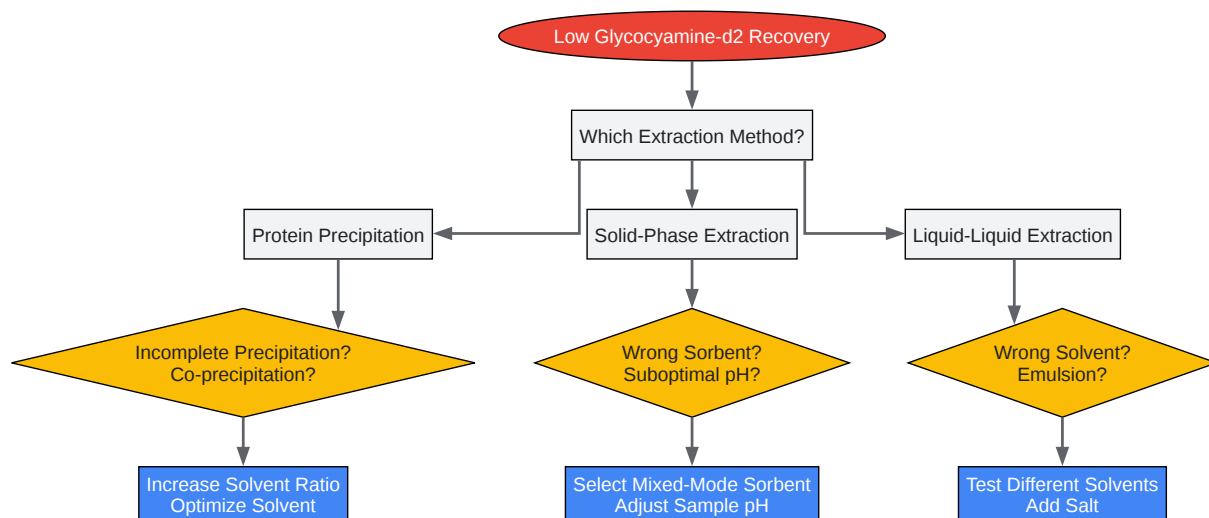 Low Glycocyamine-d2 Recovery
Which Extraction Method?
Protein Precipitation
Solid-Phase Extraction
Liquid-Liquid Extraction
Incomplete Precipitation?
Co-precipitation?
Wrong Sorbent?
Suboptimal pH?
Wrong Solvent?
Emulsion?
Increase Solvent Ratio
Optimize Solvent
Select Mixed-Mode Sorbent
Adjust Sample pH
Test Different Solvents
Add Salt